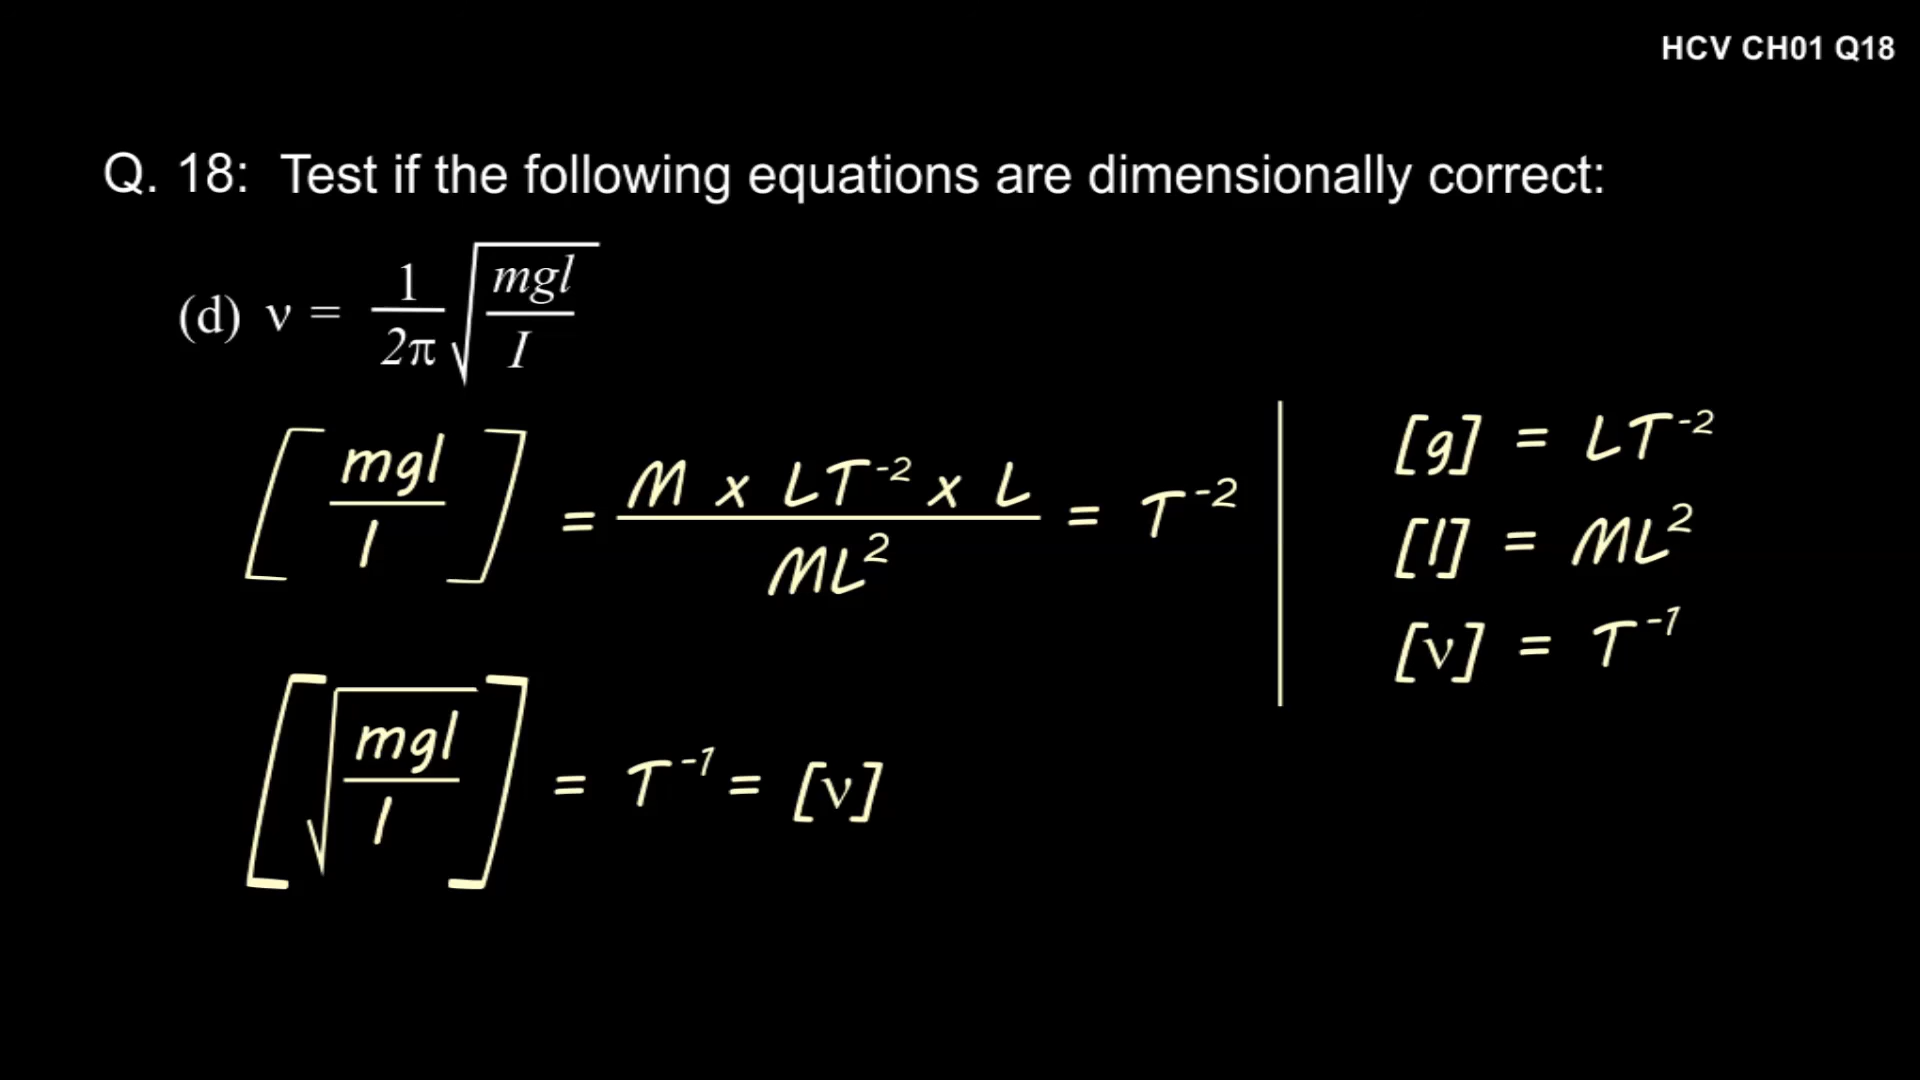 HCV CH01 Q18
Q. 18: Test if the following equations are dimensionally correct:
(d) ν = 1/2π √(mgl/I)
[mgl/I] = (M x LT⁻² x L)/(ML²) = T⁻²
[g] = LT⁻²
[I] = ML²
[ν] = T⁻¹
[√(mgl/I)] = T⁻¹ = [ν]